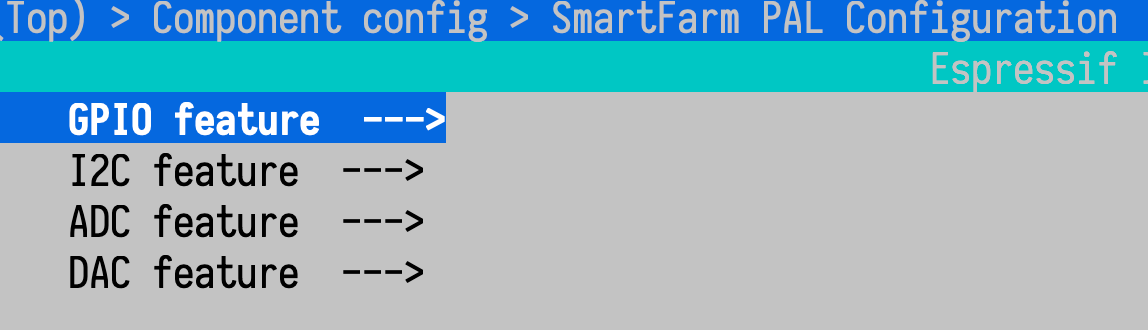 (Top) > Component config > SmartFarm PAL Configuration
Espressif
GPIO feature  --->
I2C feature  --->
ADC feature  --->
DAC feature  --->